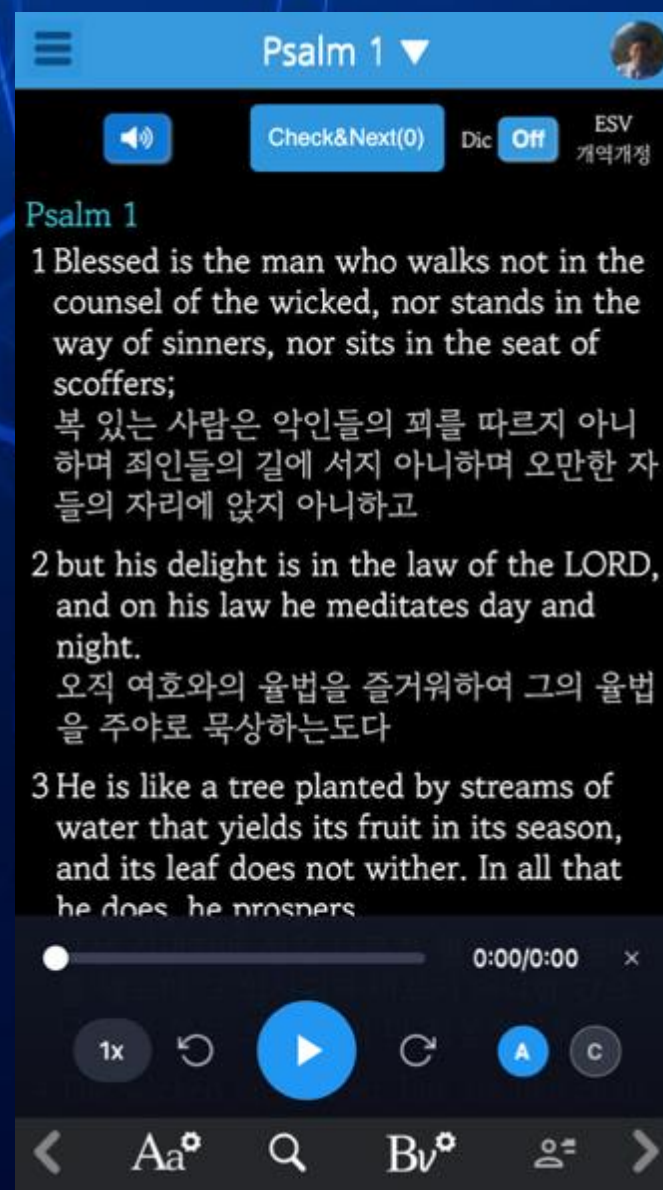 Psalm 1 ▼
Check&Next(0) Dic Off ESV
개역개정
Psalm 1
1 Blessed is the man who walks not in the
counsel of the wicked, nor stands in the
way of sinners, nor sits in the seat of
scoffers;
복 있는 사람은 악인들의 꾀를 따르지 아니
하며 죄인들의 길에 서지 아니하며 오만한 자
들의 자리에 앉지 아니하고
2 but his delight is in the law of the LORD,
and on his law he meditates day and
night.
오직 여호와의 율법을 즐거워하여 그의 율법
을 주야로 묵상하는도다
3 He is like a tree planted by streams of
water that yields its fruit in its season,
and its leaf does not wither. In all that
he does, he prospers
0:00/0:00 ×
1x A C
Aa Bv